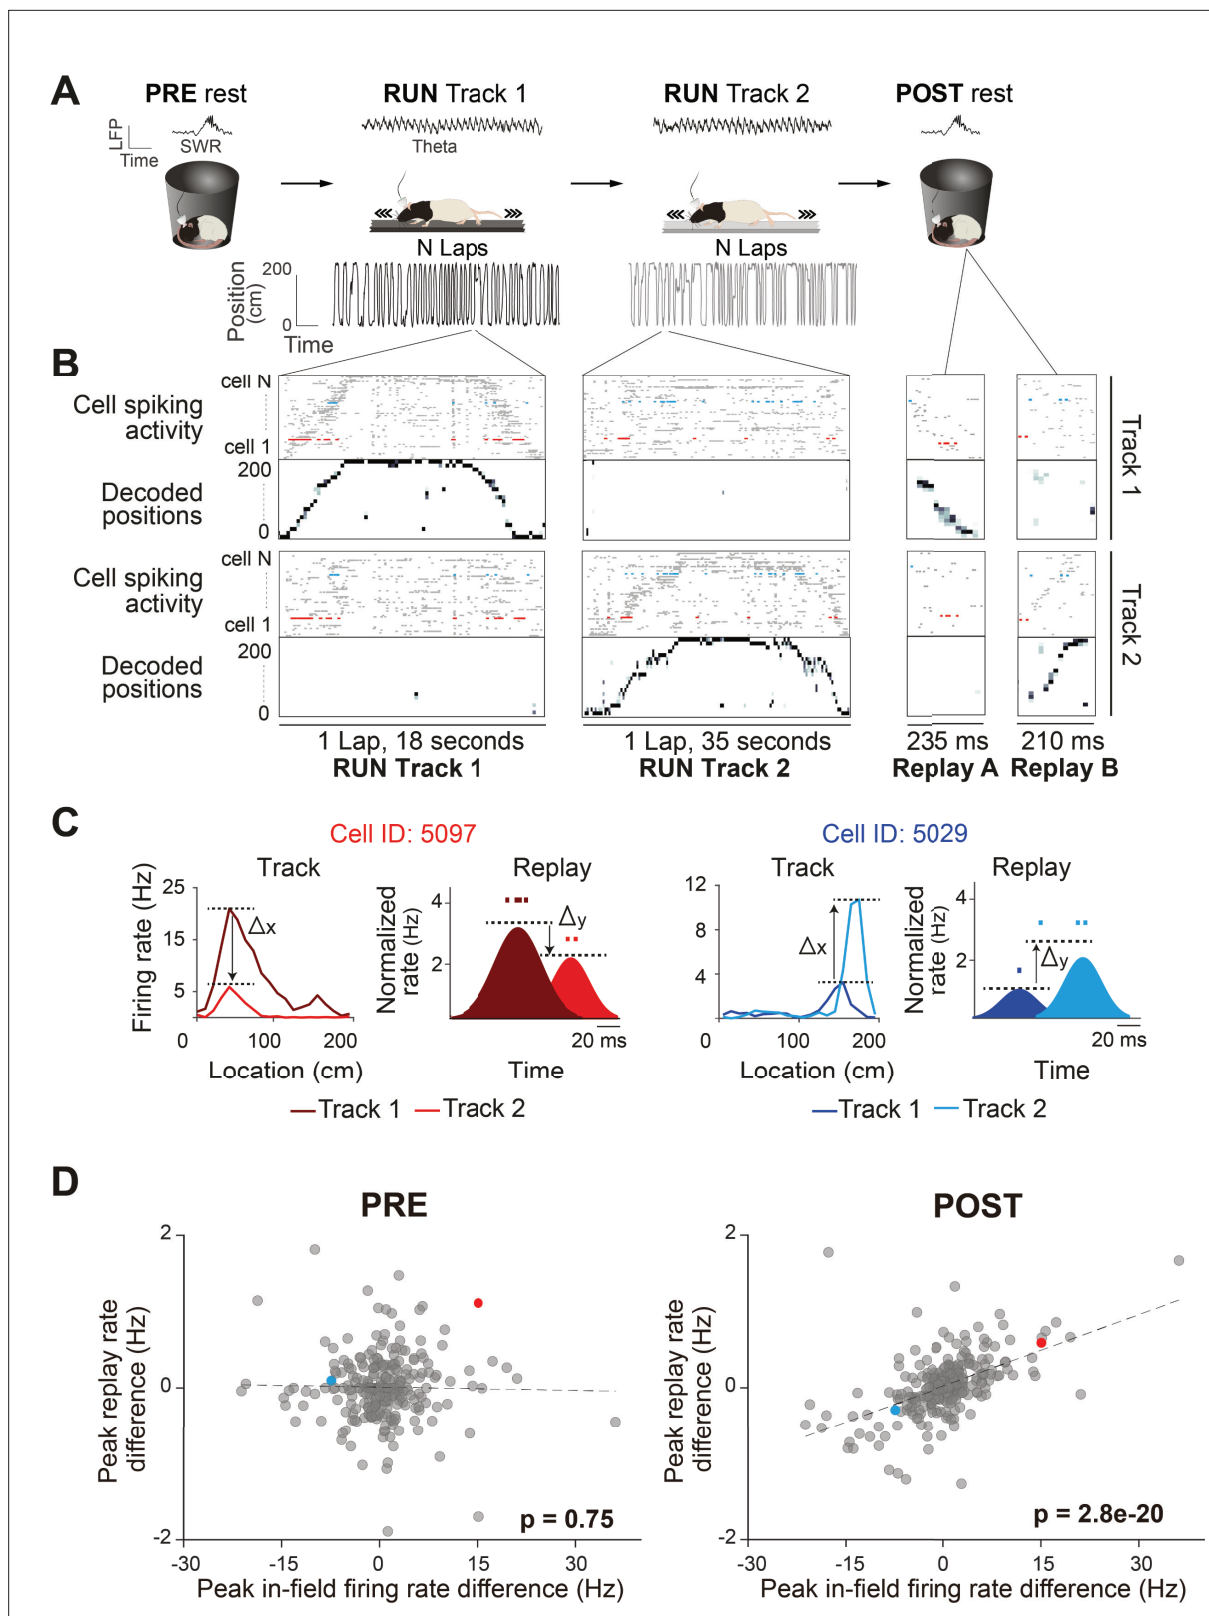 A
PRE rest
RUN Track 1
RUN Track 2
POST rest
LFP
Time
SWR
Theta
N Laps
N Laps
Position
(cm)
200
0
Time
B
Cell spiking
activity
cell N
cell 1
Decoded
positions
200
0
Track 1
Cell spiking
activity
cell N
cell 1
Decoded
positions
200
0
Track 2
1 Lap, 18 seconds
RUN Track 1
1 Lap, 35 seconds
RUN Track 2
235 ms
Replay A
210 ms
Replay B
C
Cell ID: 5097
Track
Firing rate (Hz)
25
15
5
Δx
0 100 200
Location (cm)
Replay
Normalized
rate (Hz)
4
2
Δy
20 ms
Time
Track 1 Track 2
Cell ID: 5029
Track
12
8
4
Δx
0 100 200
Location (cm)
Replay
Normalized
rate (Hz)
4
2
Δy
20 ms
Time
Track 1 Track 2
D
PRE
Peak replay rate
difference (Hz)
2
0
-2
p = 0.75
-30 -15 0 15 30
Peak in-field firing rate difference (Hz)
POST
Peak replay rate
difference (Hz)
2
0
-2
p = 2.8e-20
-30 -15 0 15 30
Peak in-field firing rate difference (Hz)